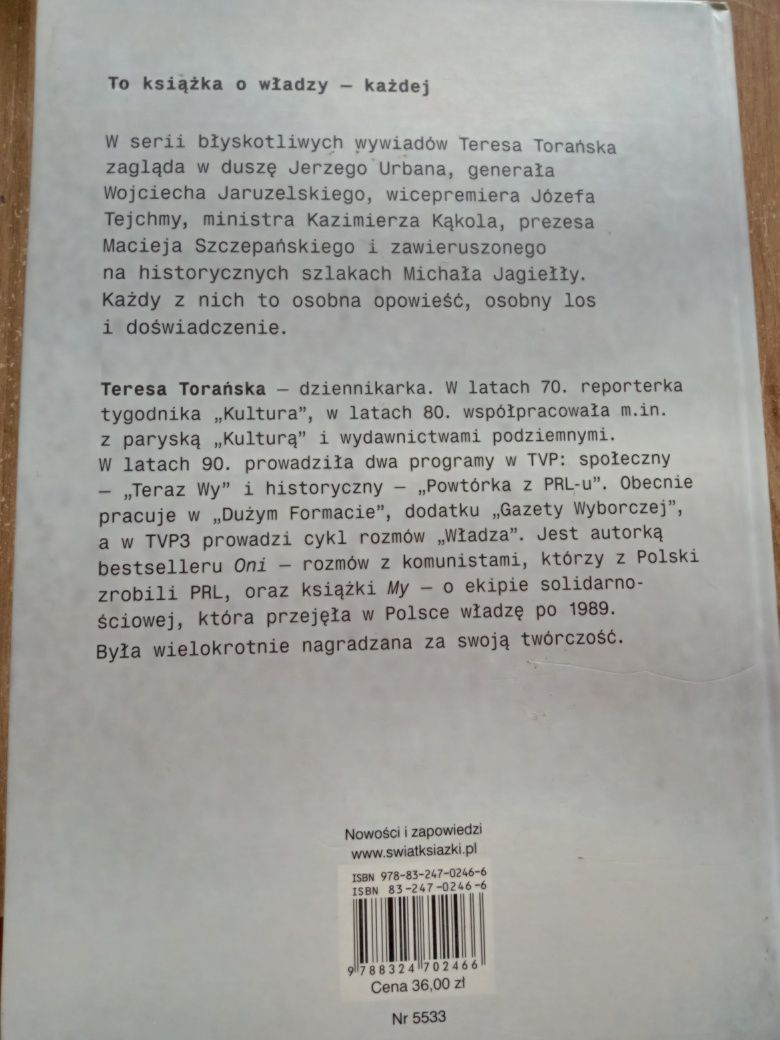 To książka o władzy – każdej
W serii błyskotliwych wywiadów Teresa Torańska
zagląda w duszę Jerzego Urbana, generała
Wojciecha Jaruzelskiego, wicepremiera Józefa
Tejchmy, ministra Kazimierza Kąkola, prezesa
Macieja Szczepańskiego i zawieruszonego
na historycznych szlakach Michała Jagiełły.
Każdy z nich to osobna opowieść, osobny los
i doświadczenie.
Teresa Torańska – dziennikarka. W latach 70. reporterka
tygodnika „Kultura”, w latach 80. współpracowała m.in.
z paryską „Kulturą” i wydawnictwami podziemnymi.
W latach 90. prowadziła dwa programy w TVP: społeczny
– „Teraz Wy” i historyczny – „Powtórka z PRL-u”. Obecnie
pracuje w „Dużym Formacie”, dodatku „Gazety Wyborczej”,
a w TVP3 prowadzi cykl rozmów „Władza”. Jest autorką
bestselleru Oni – rozmów z komunistami, którzy z Polski
zrobili PRL, oraz książki My – o ekipie solidarno-
ściowej, która przejęła w Polsce władzę po 1989.
Była wielokrotnie nagradzana za swoją twórczość.
Nowości i zapowiedzi
www.swiatksiazki.pl
ISBN 978-83-247-0246-6
ISBN 83-247-0246-6
9 788324 702466
Cena 36,00 zł
Nr 5533